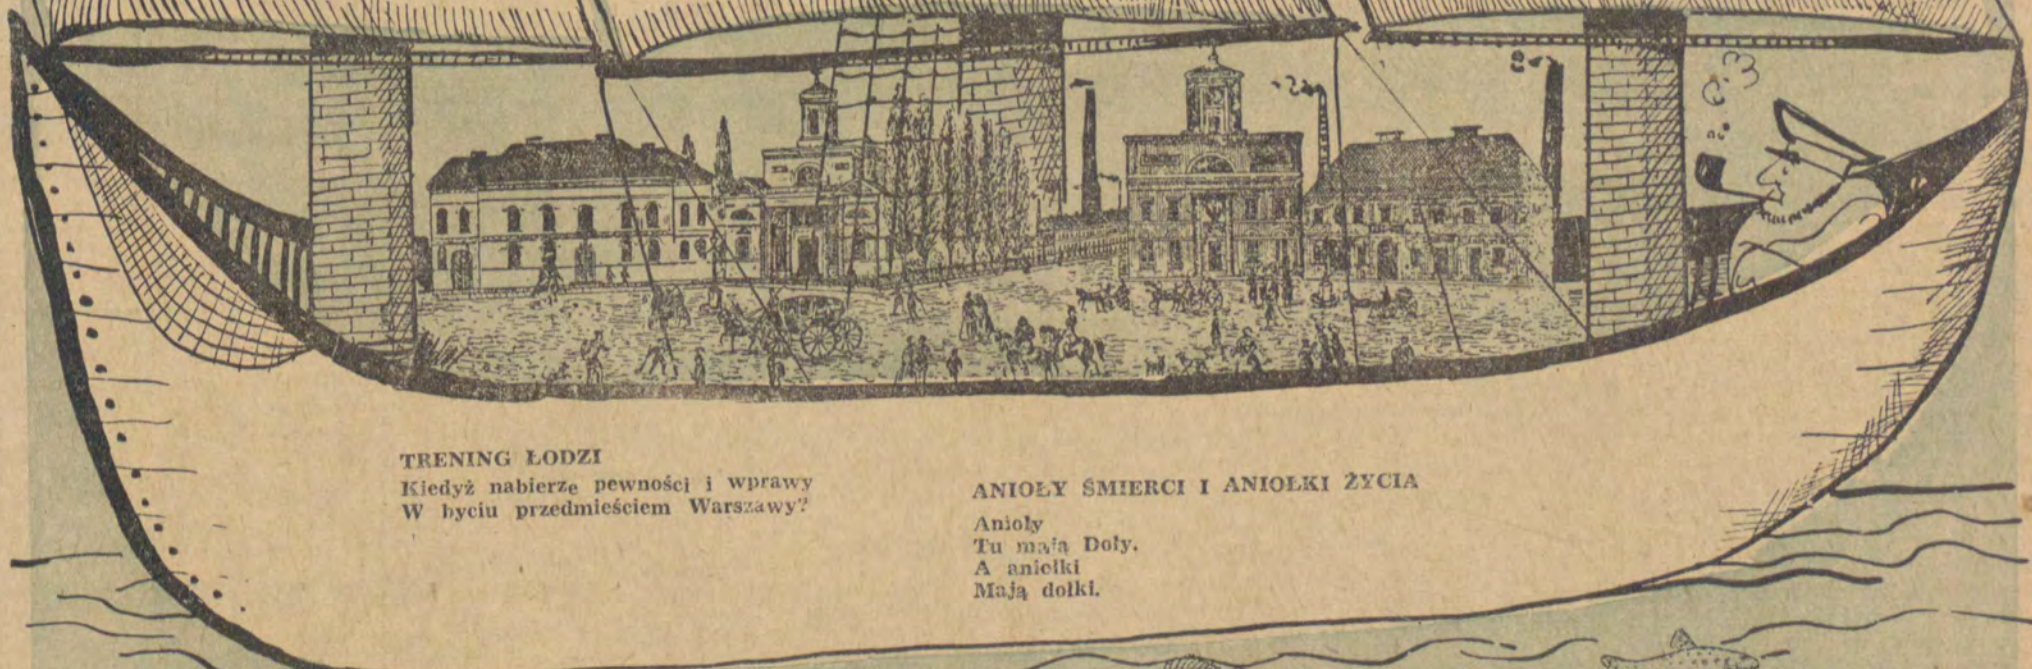 TRENING ŁODZI
Kiedyż nabierze pewności i wprawy
W byciu przedmieściem Warszawy?
ANIOŁY ŚMIERCI I ANIOŁKI ŻYCIA
Anioły
Tu mają Doły.
A aniołki
Mają dołki.